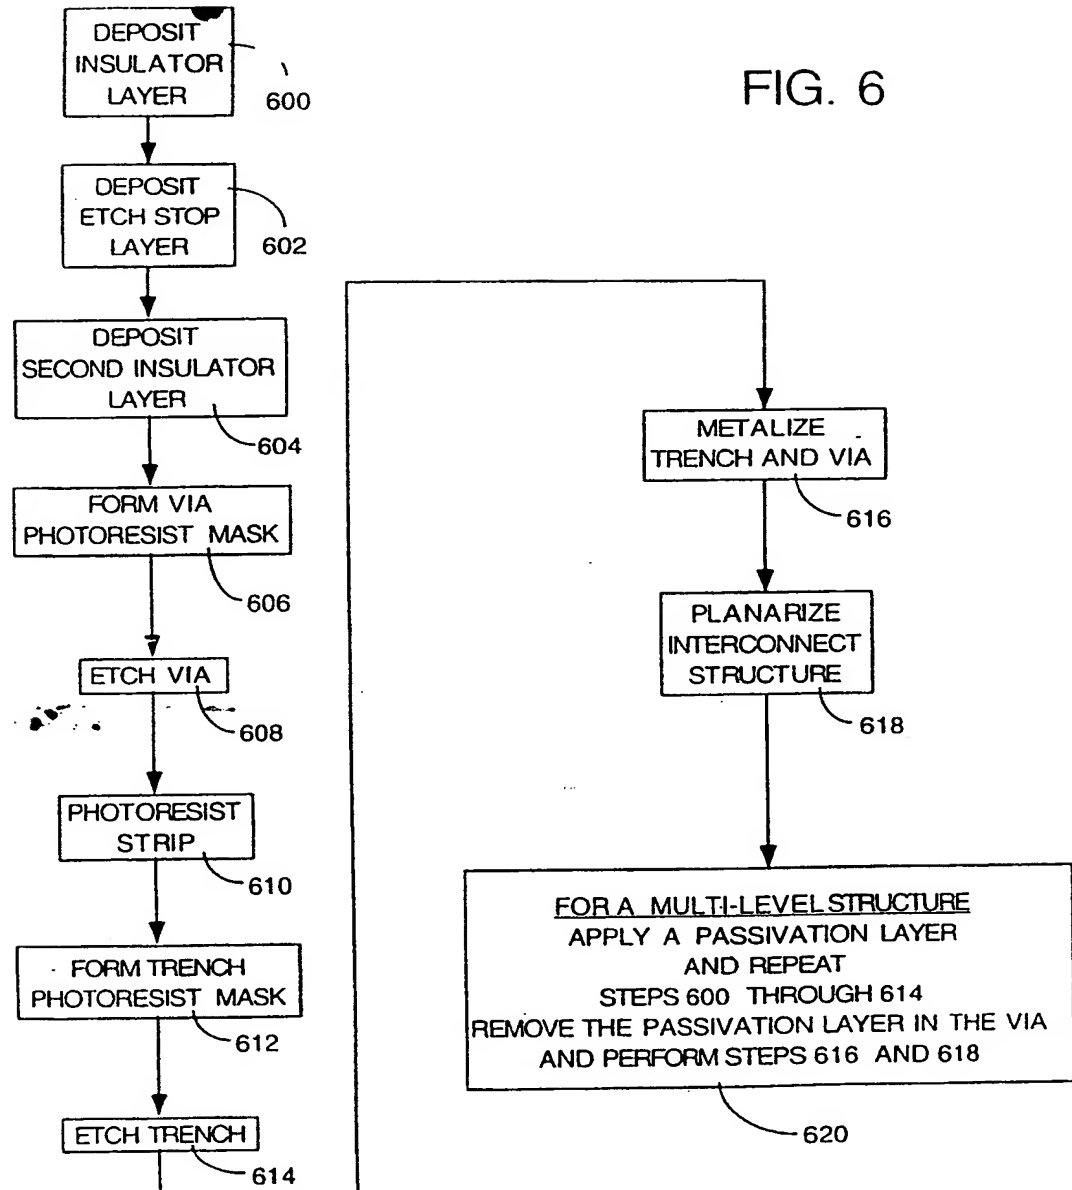 FIG. 6
DEPOSIT
INSULATOR
LAYER
600
DEPOSIT
ETCH STOP
LAYER
602
DEPOSIT
SECOND INSULATOR
LAYER
604
FORM VIA
PHOTORESIST MASK
606
ETCH VIA
608
PHOTORESIST
STRIP
610
FORM TRENCH
PHOTORESIST MASK
612
ETCH TRENCH
614
METALIZE
TRENCH AND VIA
616
PLANARIZE
INTERCONNECT
STRUCTURE
618
FOR A MULTI-LEVEL STRUCTURE
APPLY A PASSIVATION LAYER
AND REPEAT
STEPS 600 THROUGH 614
REMOVE THE PASSIVATION LAYER IN THE VIA
AND PERFORM STEPS 616 AND 618
620